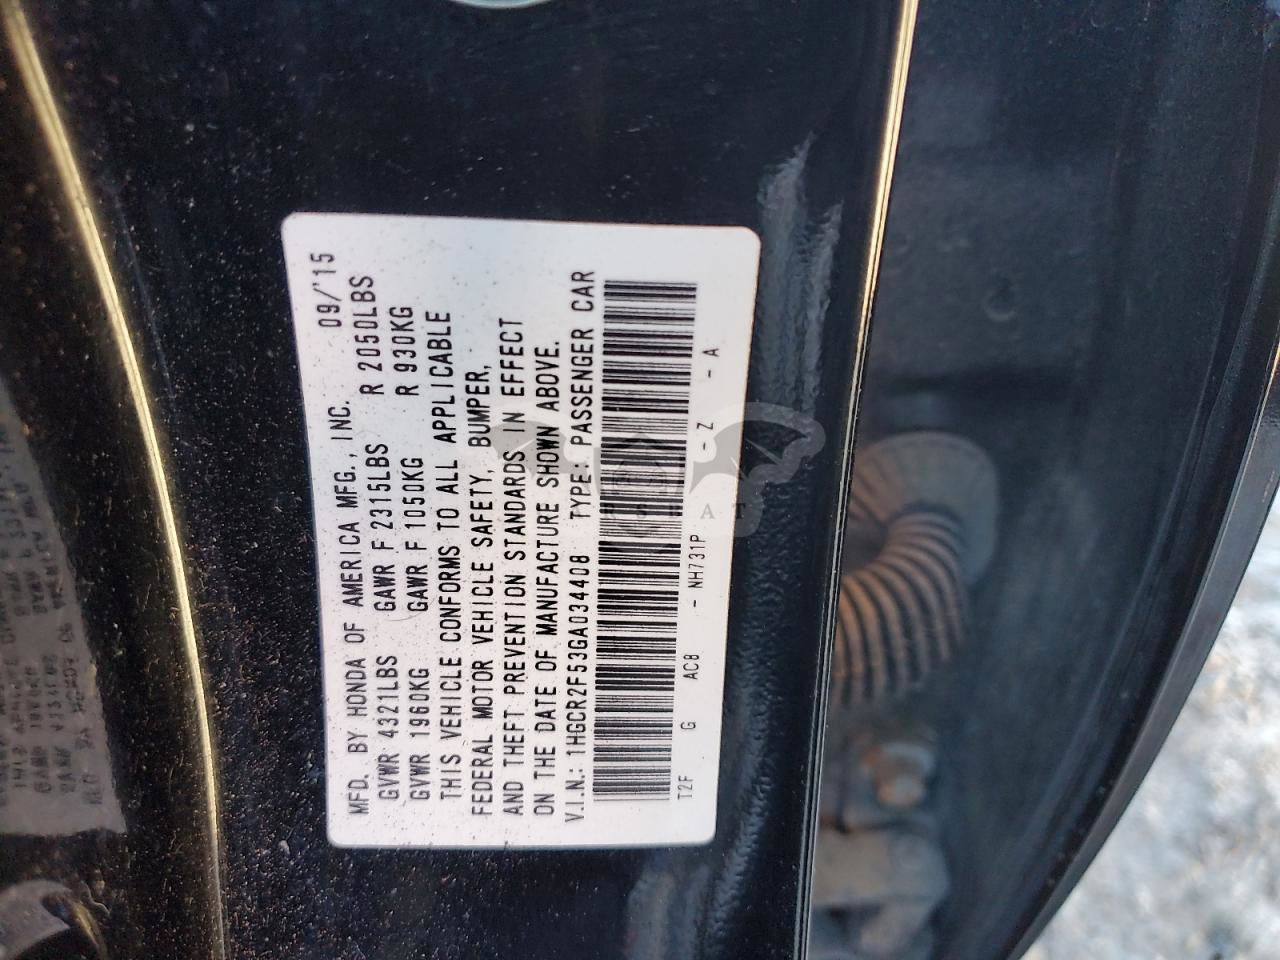 MFD. BY HONDA OF AMERICA MFG., INC. 09/'15
GVWR 4321LBS GAWR F 2315LBS R 2050LBS
GVWR 1960KG GAWR F 1050KG R 930KG
THIS VEHICLE CONFORMS TO ALL APPLICABLE
FEDERAL MOTOR VEHICLE SAFETY, BUMPER,
AND THEFT PREVENTION STANDARDS IN EFFECT
ON THE DATE OF MANUFACTURE SHOWN ABOVE.
V.I.N.: 1HGCR2F53GA034408 TYPE: PASSENGER CAR
T2F G AC8 - NH731P - Z - A